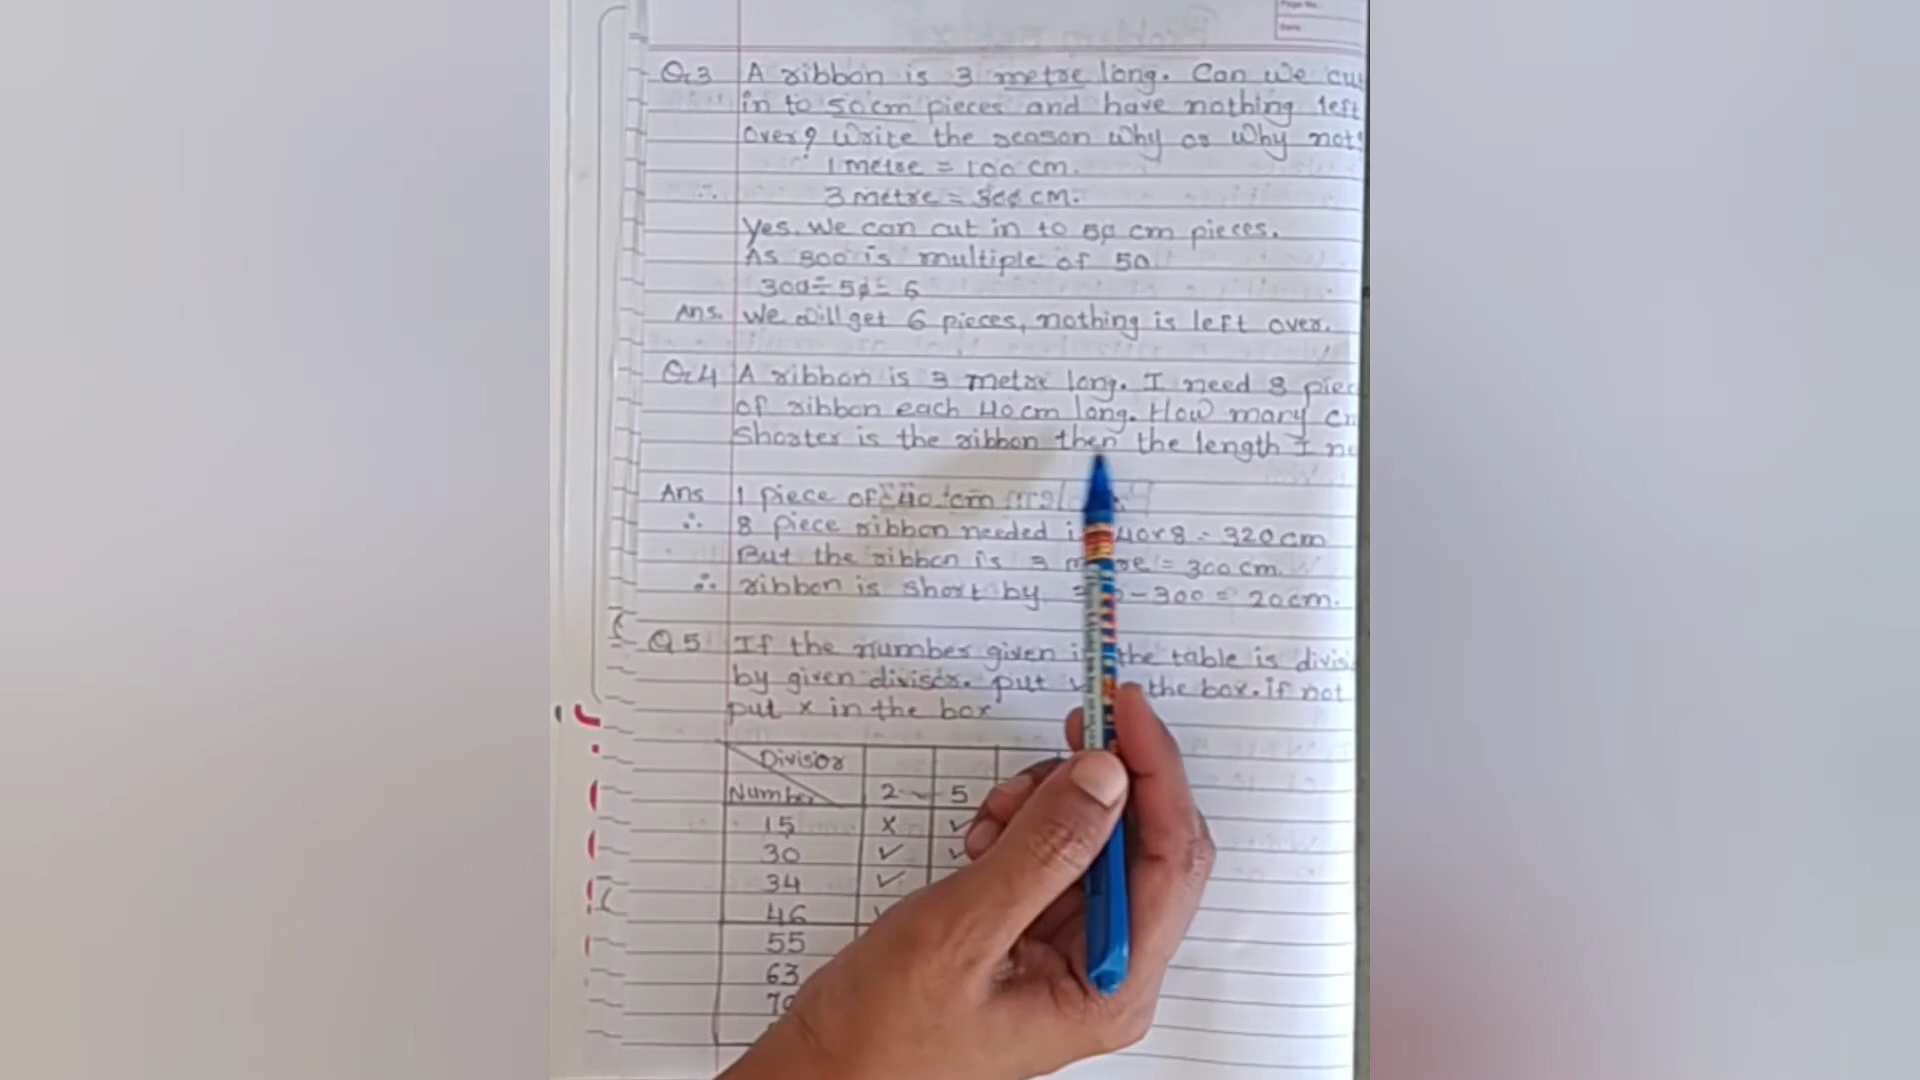 Page No.
Date
Q.3 A ribbon is 3 metre long. Can we cu
in to 50cm pieces and have nothing left
over? Write the reason why or why not?
1 metre = 100 cm.
∴ 3 metre = 300 cm.
Yes. We can cut in to 50 cm pieces.
As 300 is multiple of 50
300 ÷ 50 = 6
Ans. We will get 6 pieces, nothing is left over.
Q.4 A ribbon is 3 metre long. I need 8 piec
of ribbon each 40 cm long. How many cm
Shorter is the ribbon then the length I ne
Ans 1 piece of 40 cm
∴ 8 piece ribbon needed 40x8 = 320 cm
But the ribbon is 3 = 300 cm.
∴ ribbon is short by - 300 = 20cm.
Q5 If the number given the table is divis
by given divisor. put the box. if not
put x in the box
Divisor
Number 2 5
15 x ✓
30 ✓ ✓
34 ✓
46
55
63